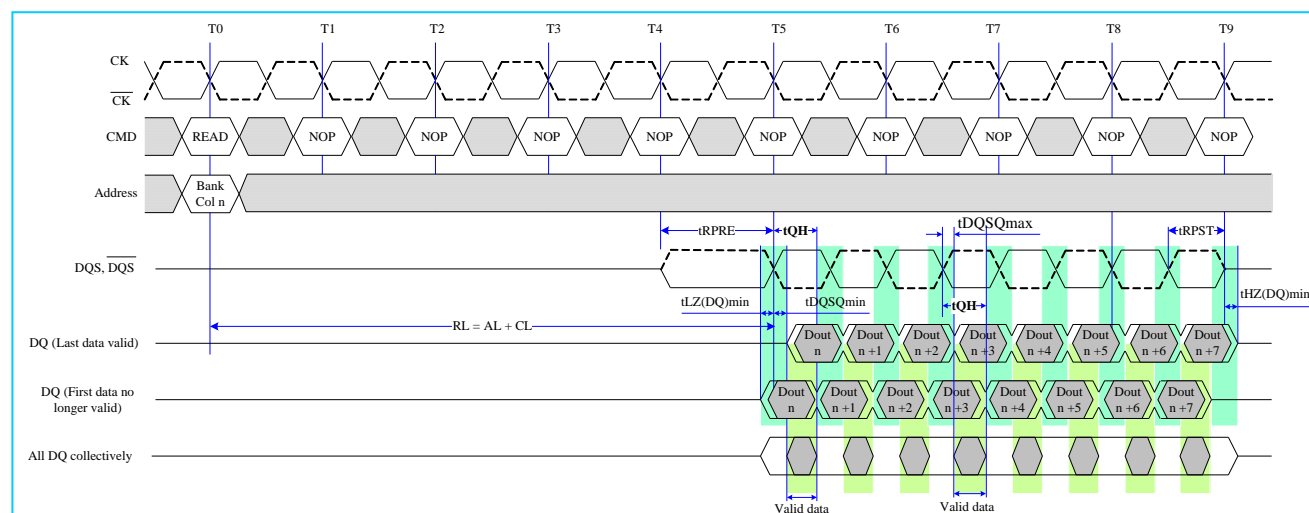 T0 T1 T2 T3 T4 T5 T6 T7 T8 T9
CK
CK
CMD READ NOP NOP NOP NOP NOP NOP NOP NOP NOP
Address Bank
Col n
tRPRE tQH tDQSQmax tRPST
DQS, DQS
tLZ(DQ)min tDQSQmin tQH tHZ(DQ)min
RL = AL + CL
DQ (Last data valid) Dout Dout Dout Dout Dout Dout Dout Dout
n n +1 n +2 n +3 n +4 n +5 n +6 n +7
DQ (First data no Dout Dout Dout Dout Dout Dout Dout Dout
longer valid) n n +1 n +2 n +3 n +4 n +5 n +6 n +7
All DQ collectively
Valid data Valid data